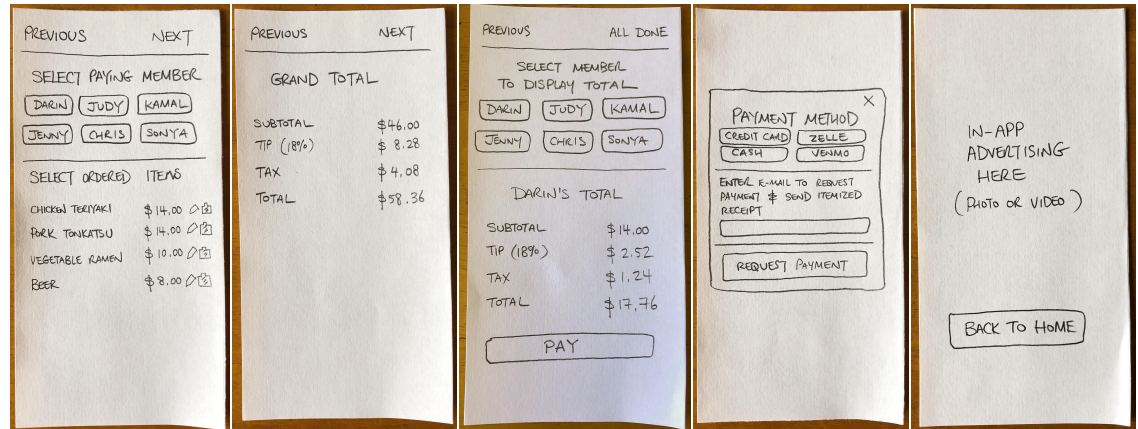 PREVIOUS NEXT
SELECT PAYING MEMBER
DARIN JUDY KAMAL
JENNY CHRIS SONYA
SELECT ORDERED ITEMS
CHICKEN TERIYAKI $14.00
PORK TONKATSU $14.00
VEGETABLE RAMEN $10.00
BEER $8.00
PREVIOUS NEXT
GRAND TOTAL
SUBTOTAL $46.00
TIP (18%) $8.28
TAX $4.08
TOTAL $58.36
PREVIOUS ALL DONE
SELECT MEMBER
TO DISPLAY TOTAL
DARIN JUDY KAMAL
JENNY CHRIS SONYA
DARIN'S TOTAL
SUBTOTAL $14.00
TIP (18%) $2.52
TAX $1.24
TOTAL $17.76
PAY
X
PAYMENT METHOD
CREDIT CARD ZELLE
CASH VENMO
ENTER E-MAIL TO REQUEST
PAYMENT & SEND ITEMIZED
RECEIPT
REQUEST PAYMENT
IN-APP
ADVERTISING
HERE
(PHOTO OR VIDEO)
BACK TO HOME